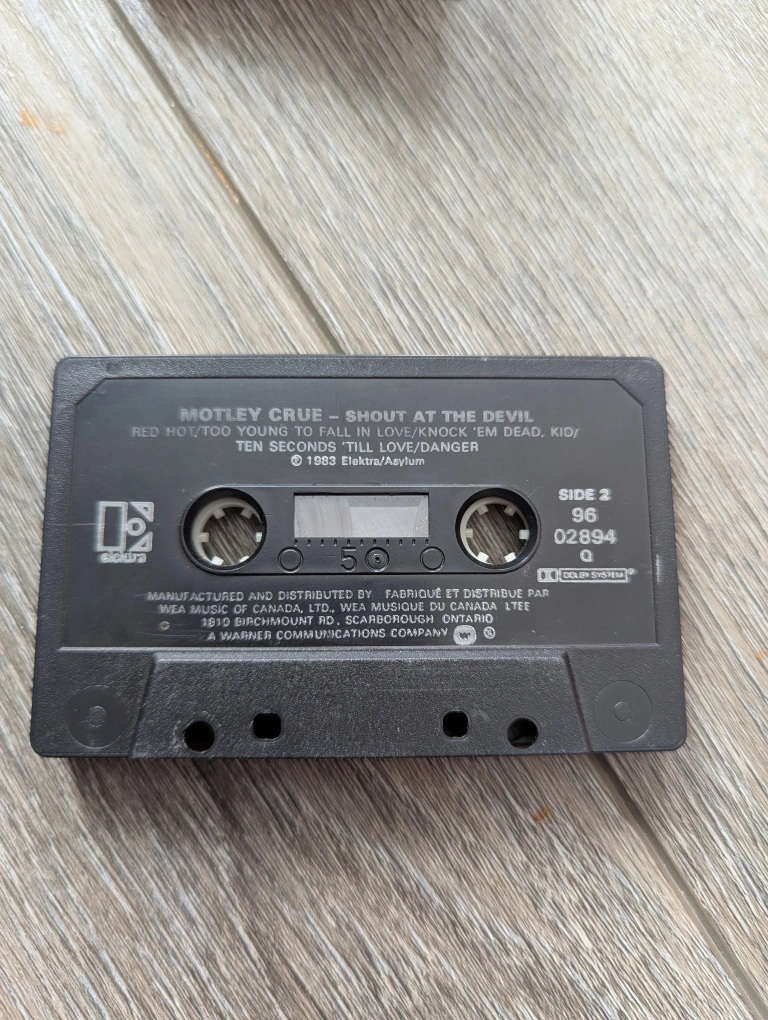 MOTLEY CRUE – SHOUT AT THE DEVIL
RED HOT/TOO YOUNG TO FALL IN LOVE/KNOCK 'EM DEAD, KID/
TEN SECONDS 'TILL LOVE/DANGER
℗ 1983 Elektra/Asylum
elektra
SIDE 2
96
02894
Q
5
DOLBY SYSTEM®
MANUFACTURED AND DISTRIBUTED BY FABRIQUÉ ET DISTRIBUE PAR
WEA MUSIC OF CANADA, LTD., WEA MUSIQUE DU CANADA LTEE
1810 BIRCHMOUNT RD., SCARBOROUGH ONTARIO
A WARNER COMMUNICATIONS COMPANY ®